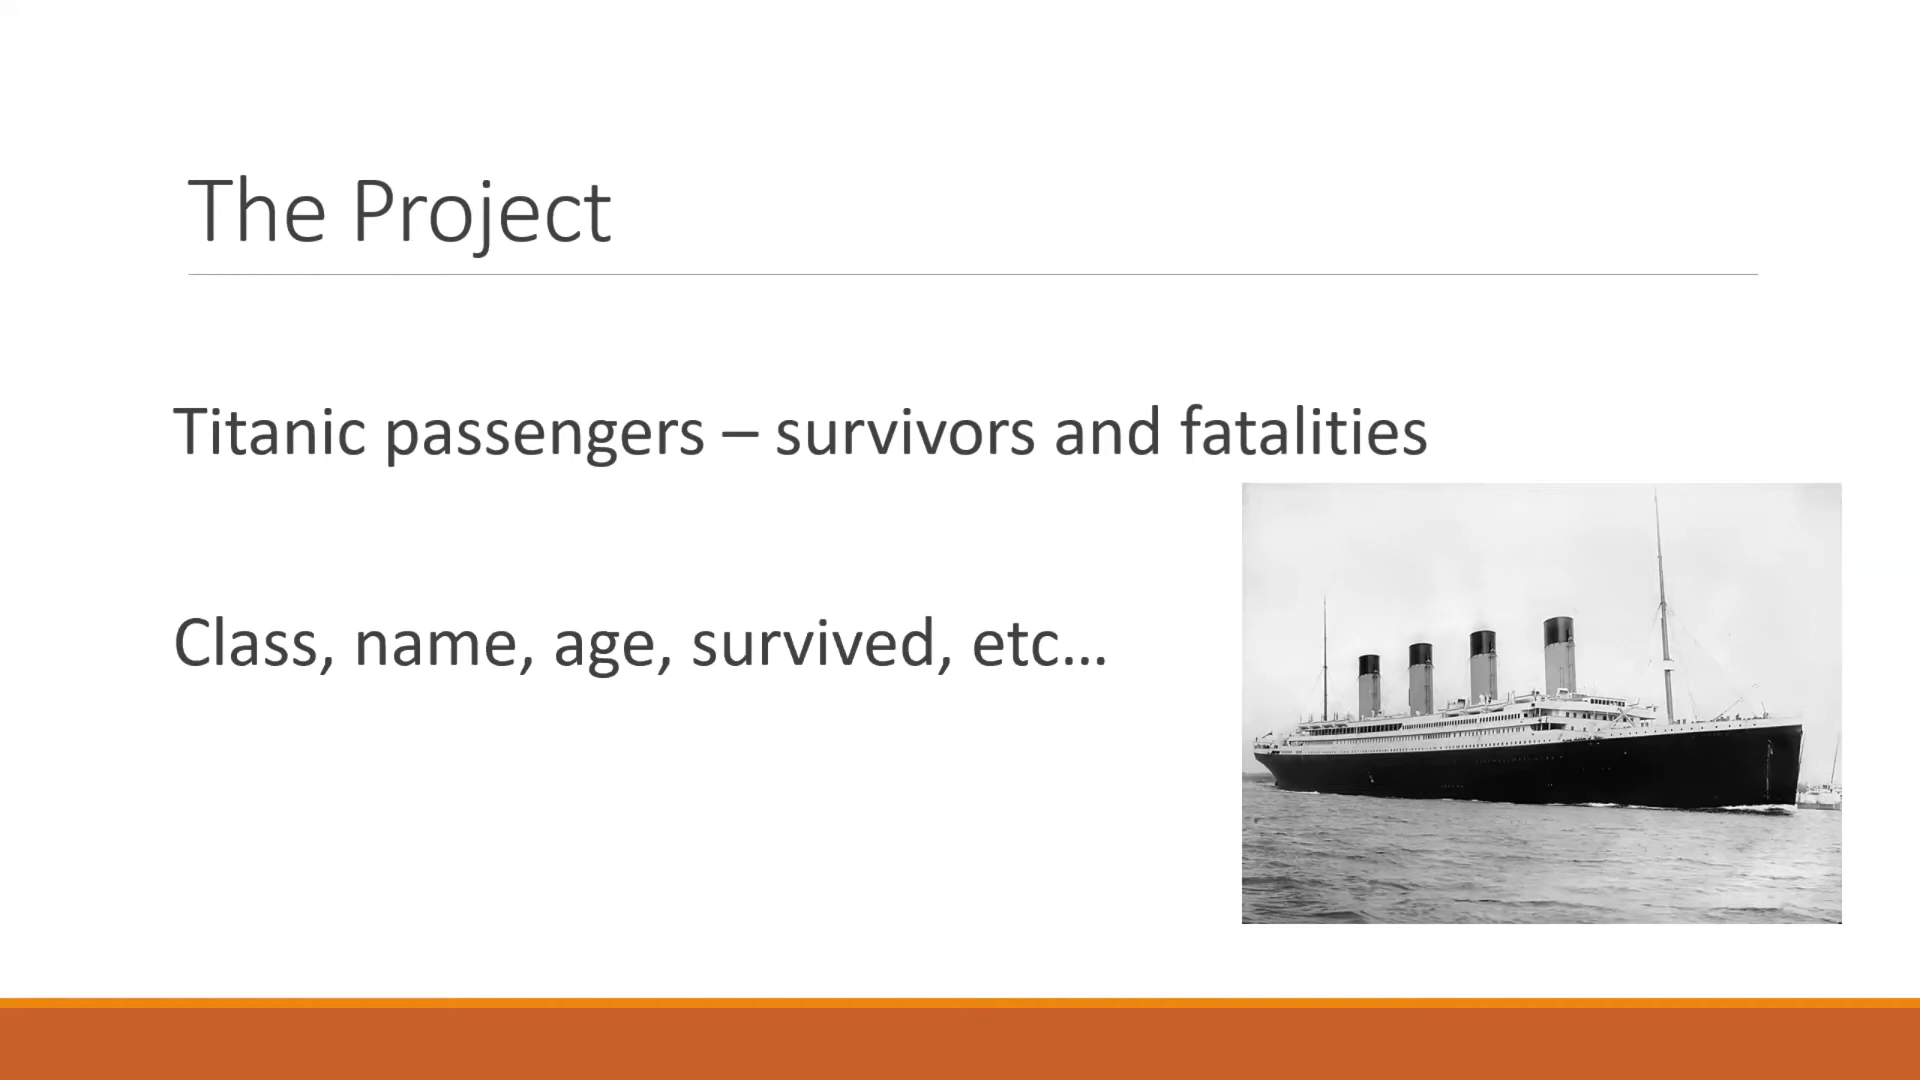 The Project
Titanic passengers – survivors and fatalities
Class, name, age, survived, etc…